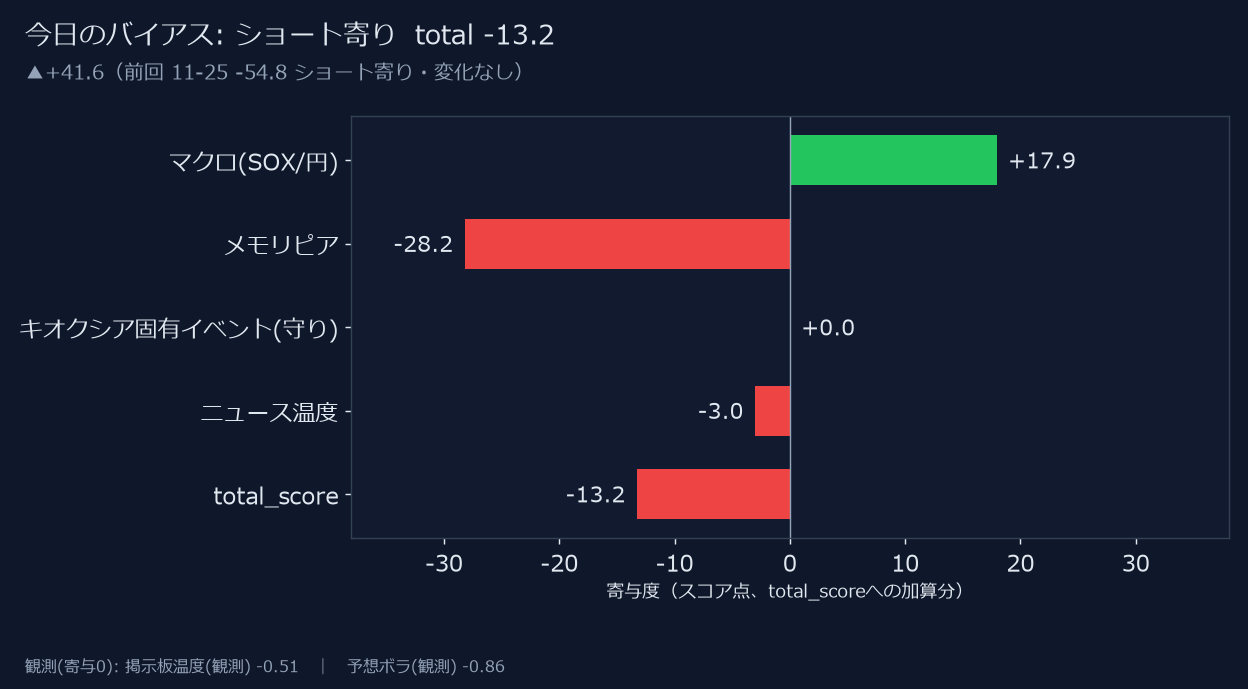 今日のバイアス: ショート寄り  total -13.2
▲+41.6（前回 11-25 -54.8 ショート寄り・変化なし）
マクロ(SOX/円)
+17.9
メモリピア
-28.2
キオクシア固有イベント(守り)
+0.0
ニュース温度
-3.0
total_score
-13.2
-30 -20 -10 0 10 20 30
寄与度（スコア点、total_scoreへの加算分）
観測(寄与0): 掲示板温度(観測) -0.51 ｜ 予想ボラ(観測) -0.86